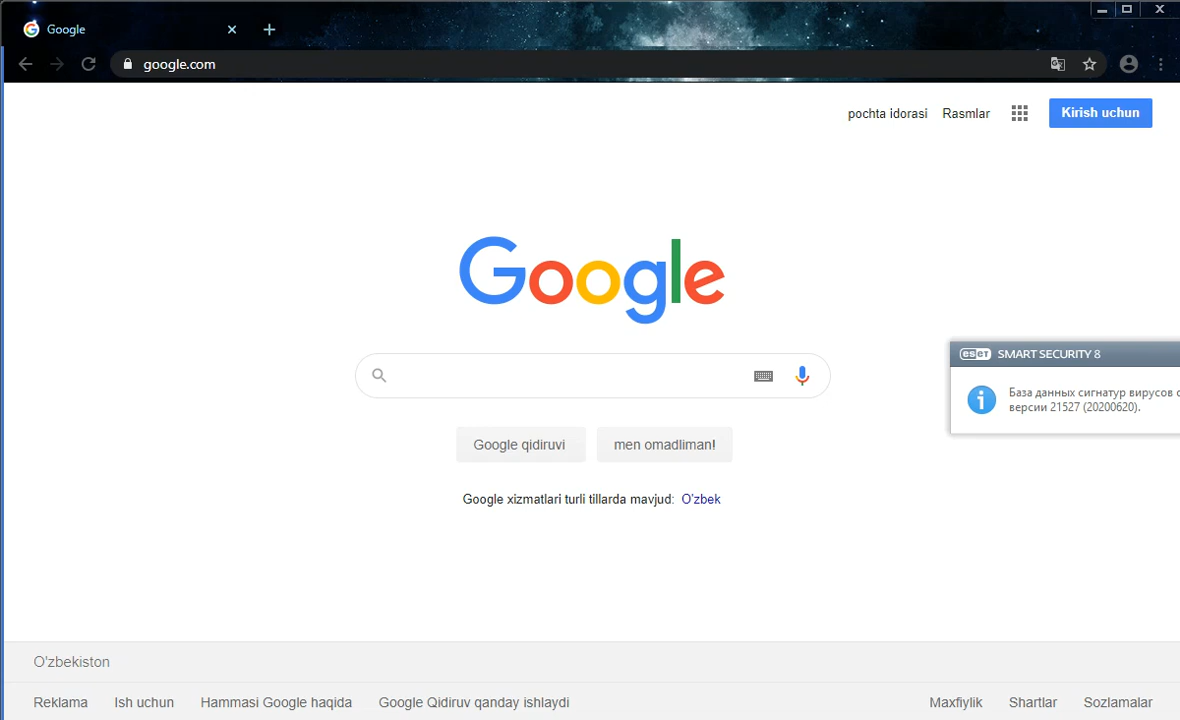 Google
google.com
pochta idorasi Rasmlar Kirish uchun
Google
eset SMART SECURITY 8
База данных сигнатур вирусов
версии 21527 (20200620).
Google qidiruvi men omadliman!
Google xizmatlari turli tillarda mavjud: O'zbek
O'zbekiston
Reklama Ish uchun Hammasi Google haqida Google Qidiruv qanday ishlaydi Maxfiylik Shartlar Sozlamalar